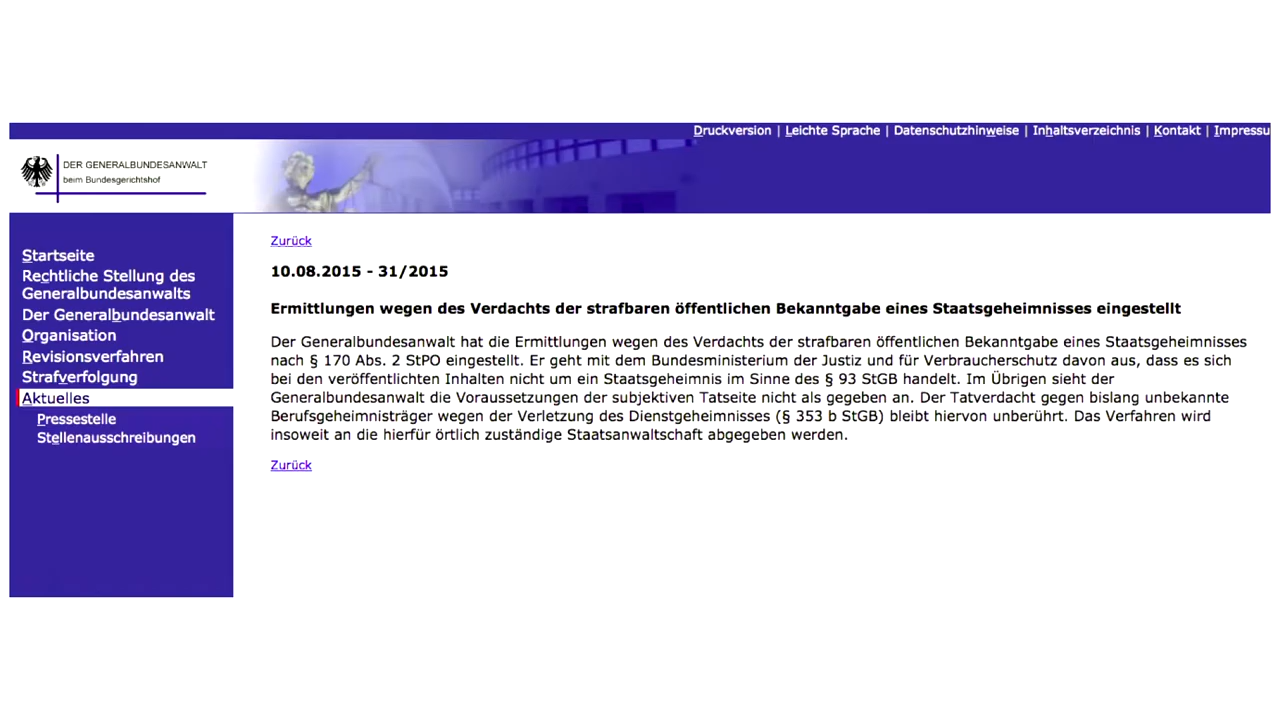 Druckversion | Leichte Sprache | Datenschutzhinweise | Inhaltsverzeichnis | Kontakt | Impressu
DER GENERALBUNDESANWALT
beim Bundesgerichtshof
Startseite
Rechtliche Stellung des
Generalbundesanwalts
Der Generalbundesanwalt
Organisation
Revisionsverfahren
Strafverfolgung
Aktuelles
Pressestelle
Stellenausschreibungen
Zurück
10.08.2015 - 31/2015
Ermittlungen wegen des Verdachts der strafbaren öffentlichen Bekanntgabe eines Staatsgeheimnisses eingestellt
Der Generalbundesanwalt hat die Ermittlungen wegen des Verdachts der strafbaren öffentlichen Bekanntgabe eines Staatsgeheimnisses
nach § 170 Abs. 2 StPO eingestellt. Er geht mit dem Bundesministerium der Justiz und für Verbraucherschutz davon aus, dass es sich
bei den veröffentlichten Inhalten nicht um ein Staatsgeheimnis im Sinne des § 93 StGB handelt. Im Übrigen sieht der
Generalbundesanwalt die Voraussetzungen der subjektiven Tatseite nicht als gegeben an. Der Tatverdacht gegen bislang unbekannte
Berufsgeheimnisträger wegen der Verletzung des Dienstgeheimnisses (§ 353 b StGB) bleibt hiervon unberührt. Das Verfahren wird
insoweit an die hierfür örtlich zuständige Staatsanwaltschaft abgegeben werden.
Zurück